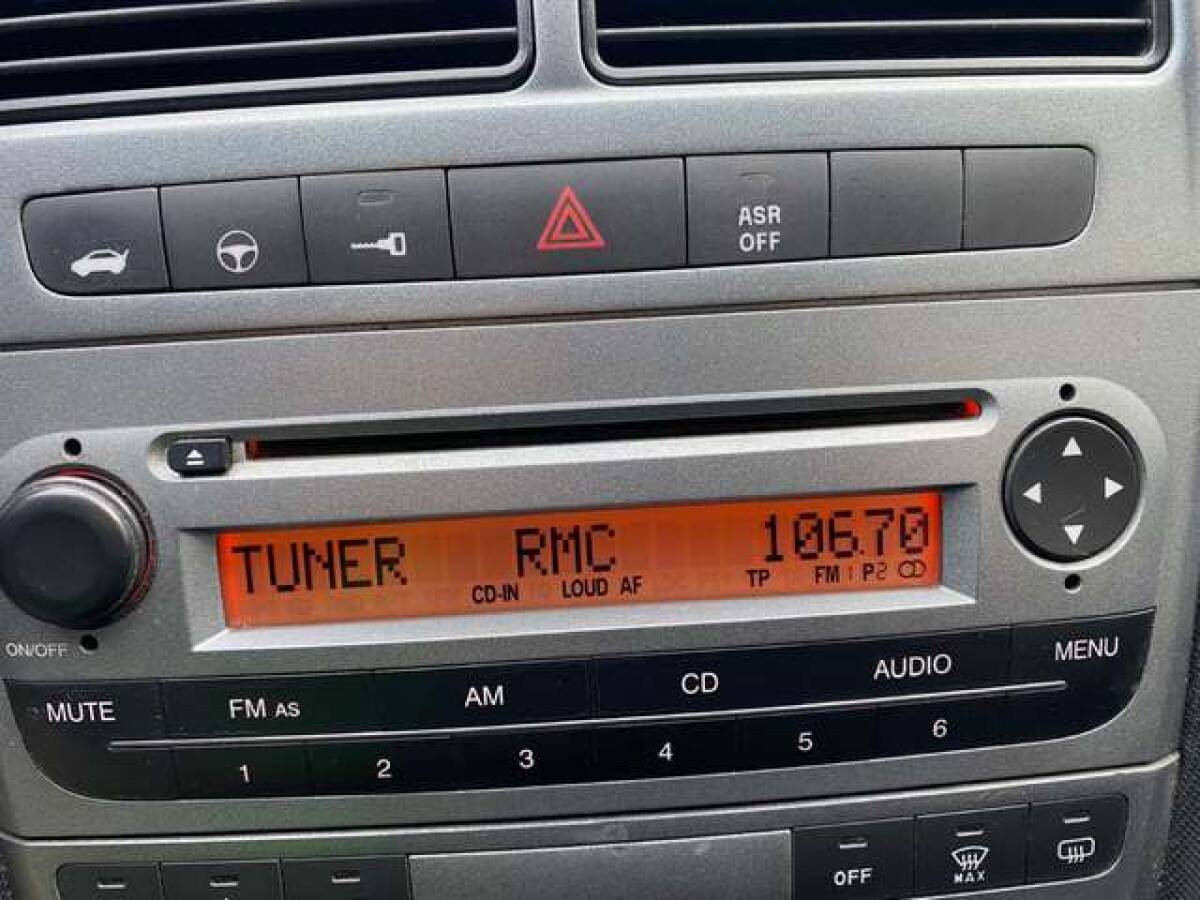 ASR
OFF
TUNER RMC 106.70
CD-IN LOUD AF TP FM 1 P2
ON/OFF
MUTE FM AS AM CD AUDIO MENU
1 2 3 4 5 6
OFF MAX